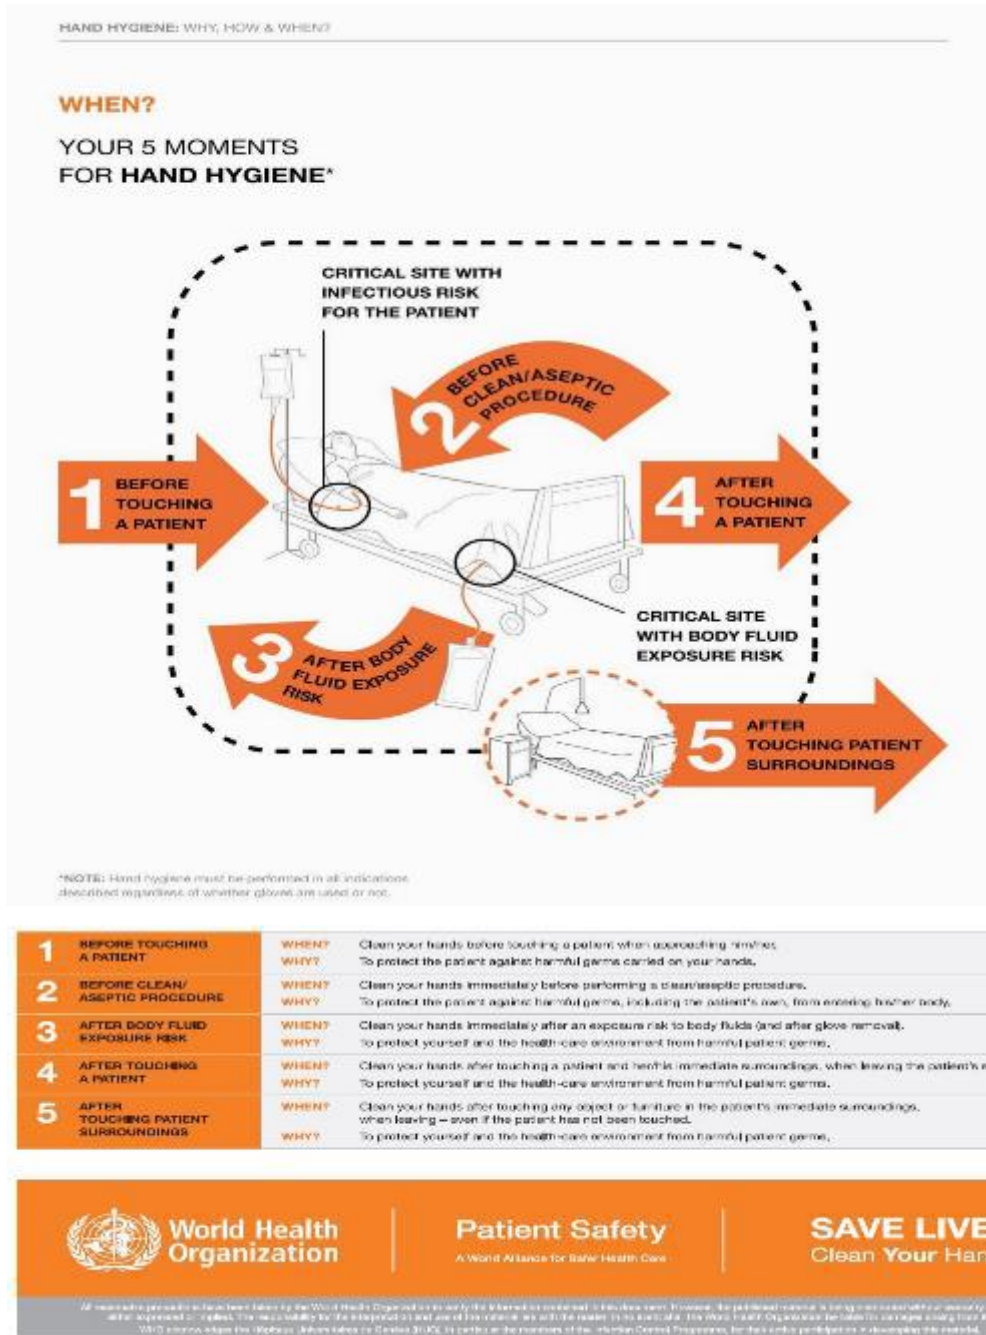 HAND HYGIENE: WHY, HOW & WHEN?
WHEN?
YOUR 5 MOMENTS
FOR HAND HYGIENE*
CRITICAL SITE WITH
INFECTIOUS RISK
FOR THE PATIENT
2
BEFORE
CLEAN/ASEPTIC
PROCEDURE
1
BEFORE
TOUCHING
A PATIENT
4
AFTER
TOUCHING
A PATIENT
3
AFTER BODY
FLUID EXPOSURE
RISK
CRITICAL SITE
WITH BODY FLUID
EXPOSURE RISK
5
AFTER
TOUCHING PATIENT
SURROUNDINGS
*NOTE: Hand hygiene must be performed in all indications
described regardless of whether gloves are used or not.
1 BEFORE TOUCHING
A PATIENT
WHEN? Clean your hands before touching a patient when approaching him/her.
WHY? To protect the patient against harmful germs carried on your hands.
2 BEFORE CLEAN/
ASEPTIC PROCEDURE
WHEN? Clean your hands immediately before performing a clean/aseptic procedure.
WHY? To protect the patient against harmful germs, including the patient's own, from entering his/her body.
3 AFTER BODY FLUID
EXPOSURE RISK
WHEN? Clean your hands immediately after an exposure risk to body fluids (and after glove removal).
WHY? To protect yourself and the health-care environment from harmful patient germs.
4 AFTER TOUCHING
A PATIENT
WHEN? Clean your hands after touching a patient and her/his immediate surroundings, when leaving the patient's
WHY? To protect yourself and the health-care environment from harmful patient germs.
5 AFTER
TOUCHING PATIENT
SURROUNDINGS
WHEN? Clean your hands after touching any object or furniture in the patient's immediate surroundings,
when leaving – even if the patient has not been touched.
WHY? To protect yourself and the health-care environment from harmful patient germs.
World Health
Organization
Patient Safety
A World Alliance for Safer Health Care
SAVE LIVE
Clean Your Han